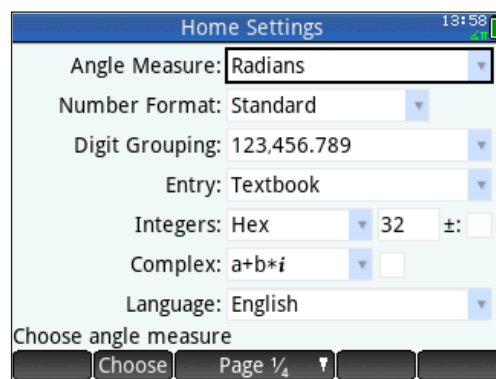 Home Settings 13:58
∡π
Angle Measure: Radians
Number Format: Standard
Digit Grouping: 123,456.789
Entry: Textbook
Integers: Hex 32 ±:
Complex: a+b*i
Language: English
Choose angle measure
Choose Page ¼